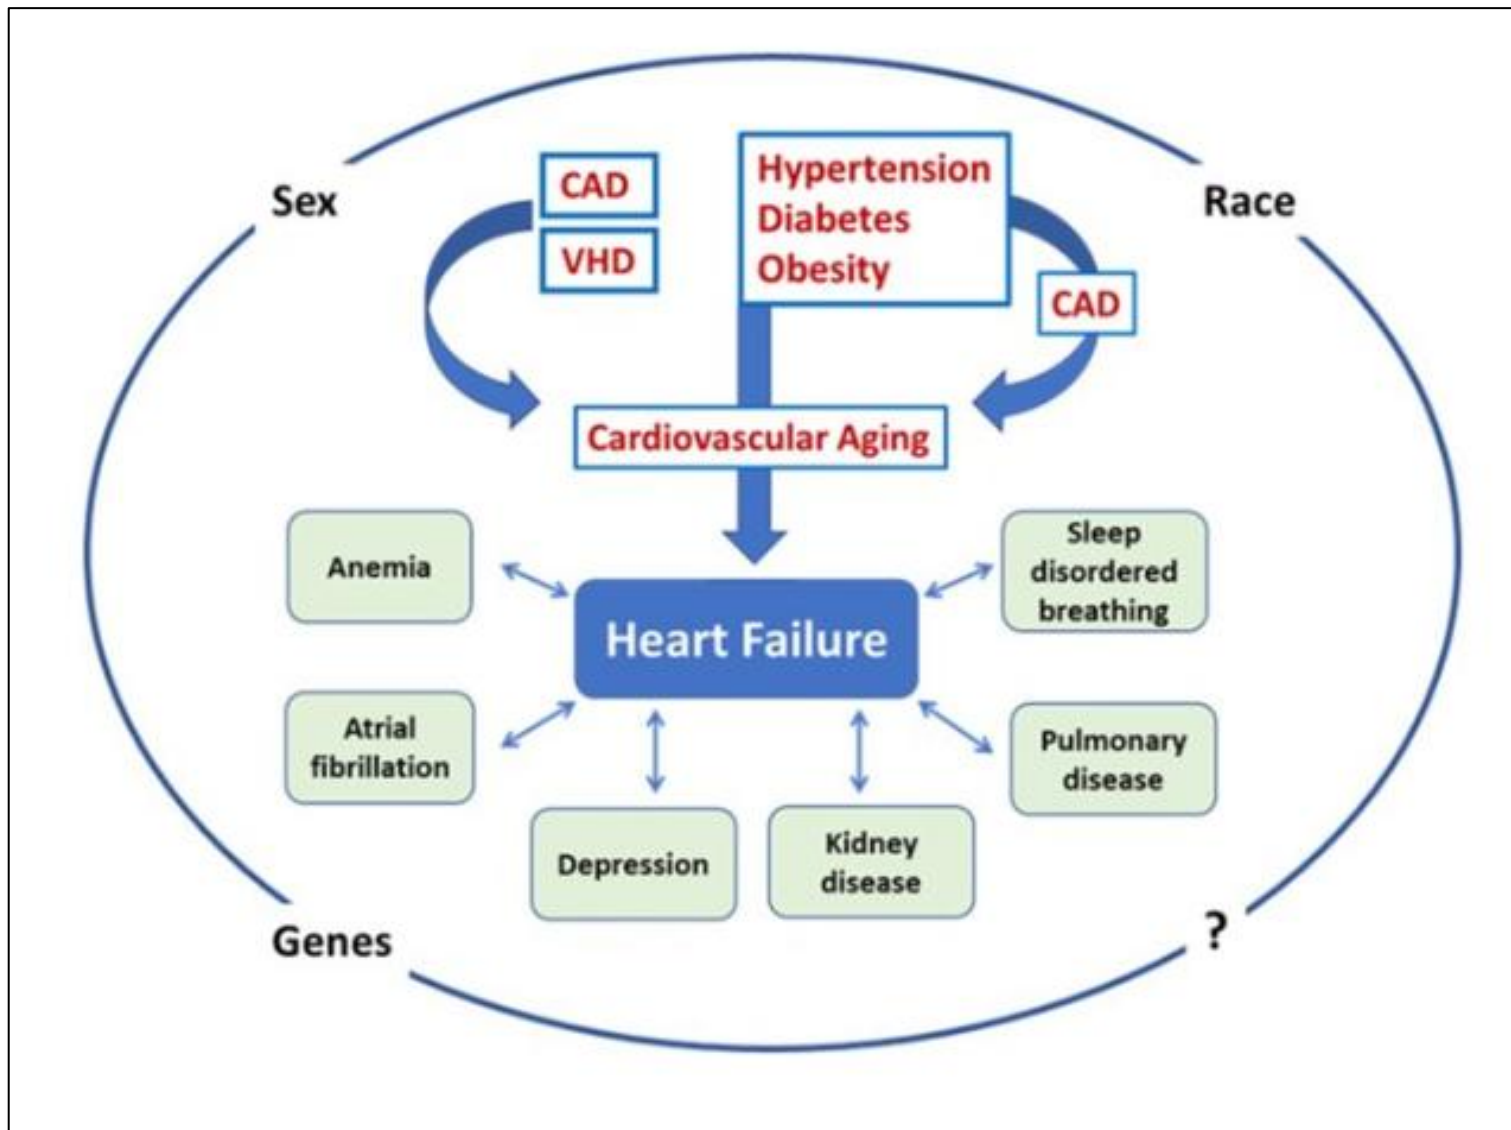 Sex
Race
CAD
VHD
Hypertension
Diabetes
Obesity
CAD
Cardiovascular Aging
Anemia
Sleep
disordered
breathing
Heart Failure
Atrial
fibrillation
Pulmonary
disease
Depression
Kidney
disease
Genes
?